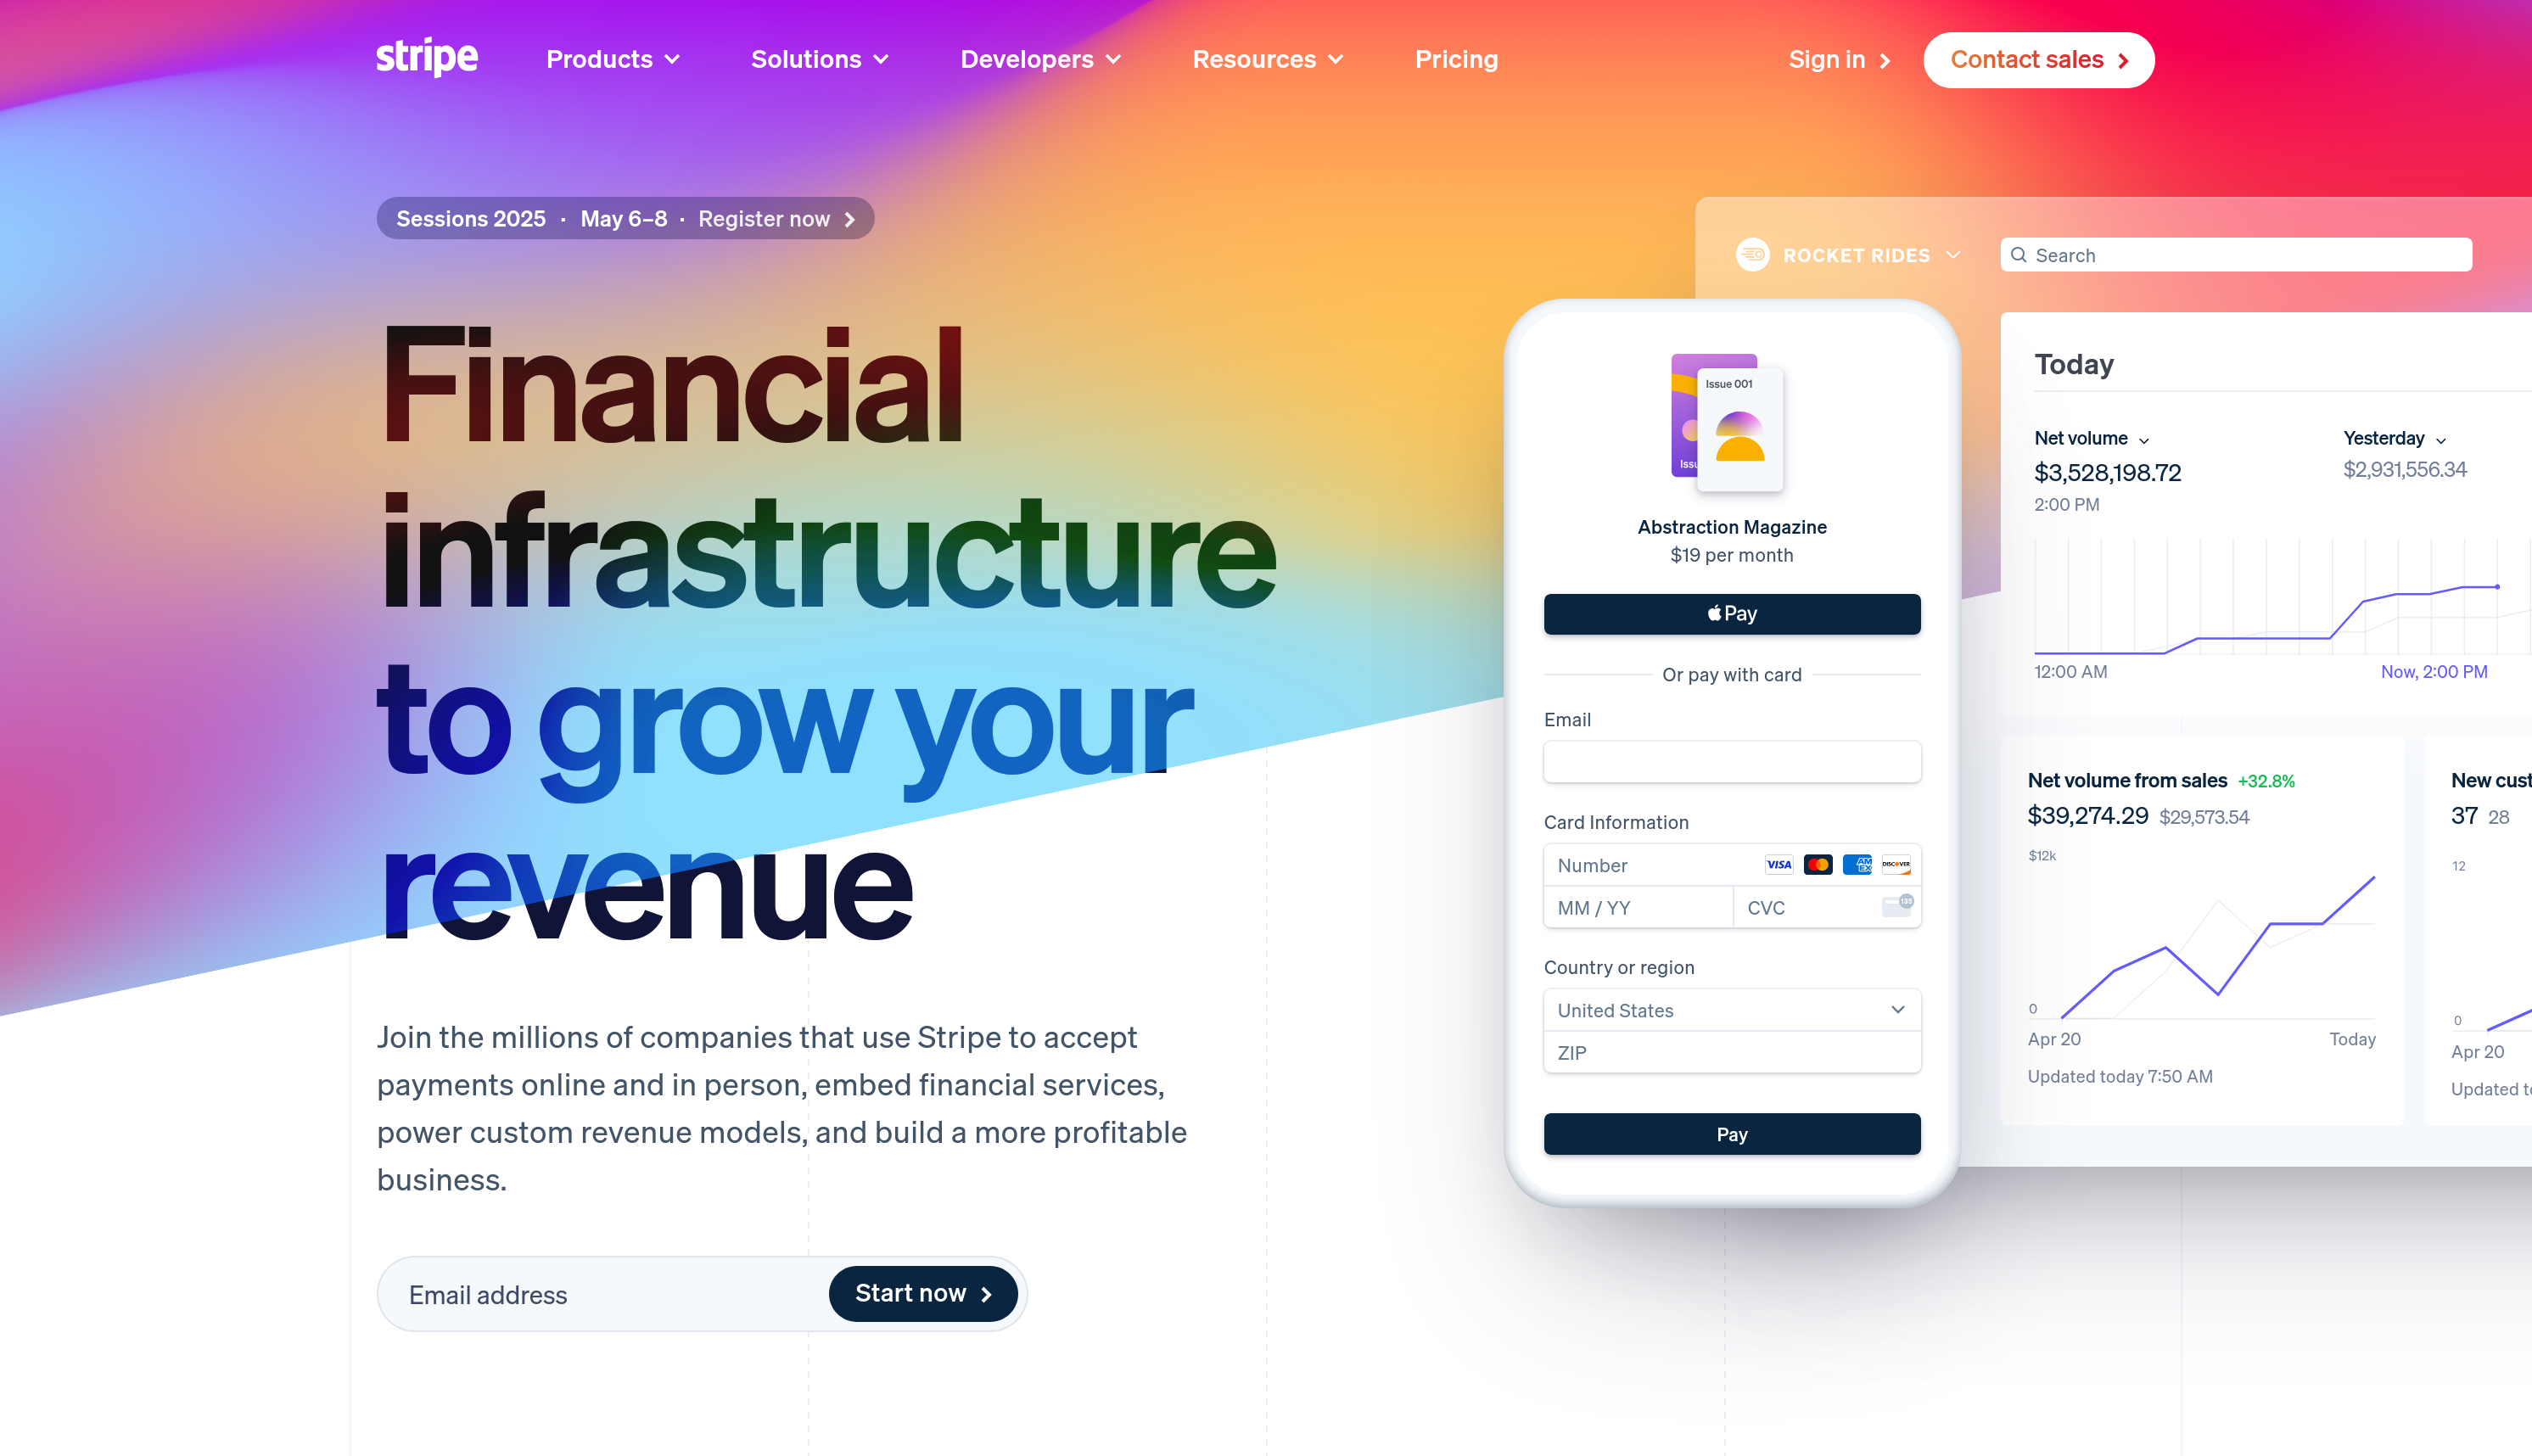 stripe
Products
Solutions
Developers
Resources
Pricing
Sign in
Contact sales
Sessions 2025 · May 6–8 · Register now
Financial
infrastructure
to grow your
revenue
Join the millions of companies that use Stripe to accept
payments online and in person, embed financial services,
power custom revenue models, and build a more profitable
business.
Email address
Start now
Issue 001
Issu
Abstraction Magazine
$19 per month
Pay
Or pay with card
Email
Card Information
Number
VISA
AMEX
DISCOVER
MM / YY
CVC
135
Country or region
United States
ZIP
Pay
ROCKET RIDES
Search
Today
Net volume
$3,528,198.72
2:00 PM
Yesterday
$2,931,556.34
12:00 AM
Now, 2:00 PM
Net volume from sales +32.8%
$39,274.29 $29,573.54
$12k
0
Apr 20
Today
Updated today 7:50 AM
New cust
37 28
12
0
Apr 20
Updated to